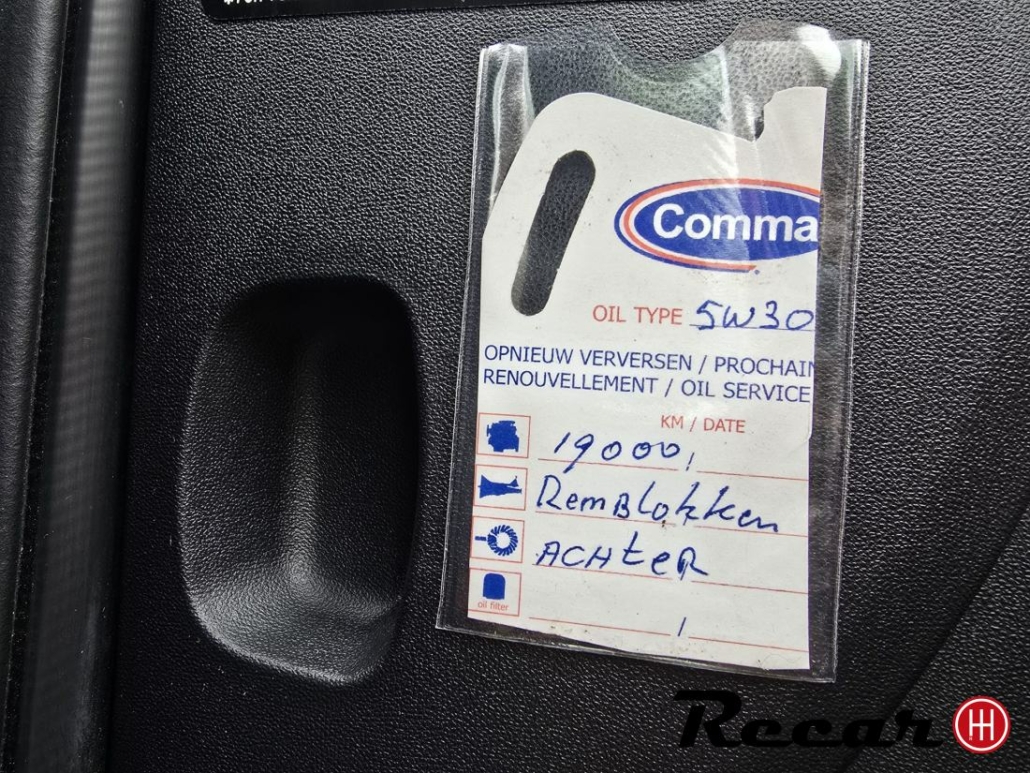 Comma
OIL TYPE 5W30
OPNIEUW VERVERSEN / PROCHAIN
RENOUVELLEMENT / OIL SERVICE
KM / DATE
19000,
RemBlokken
ACHteR
oil filter
Recar
H